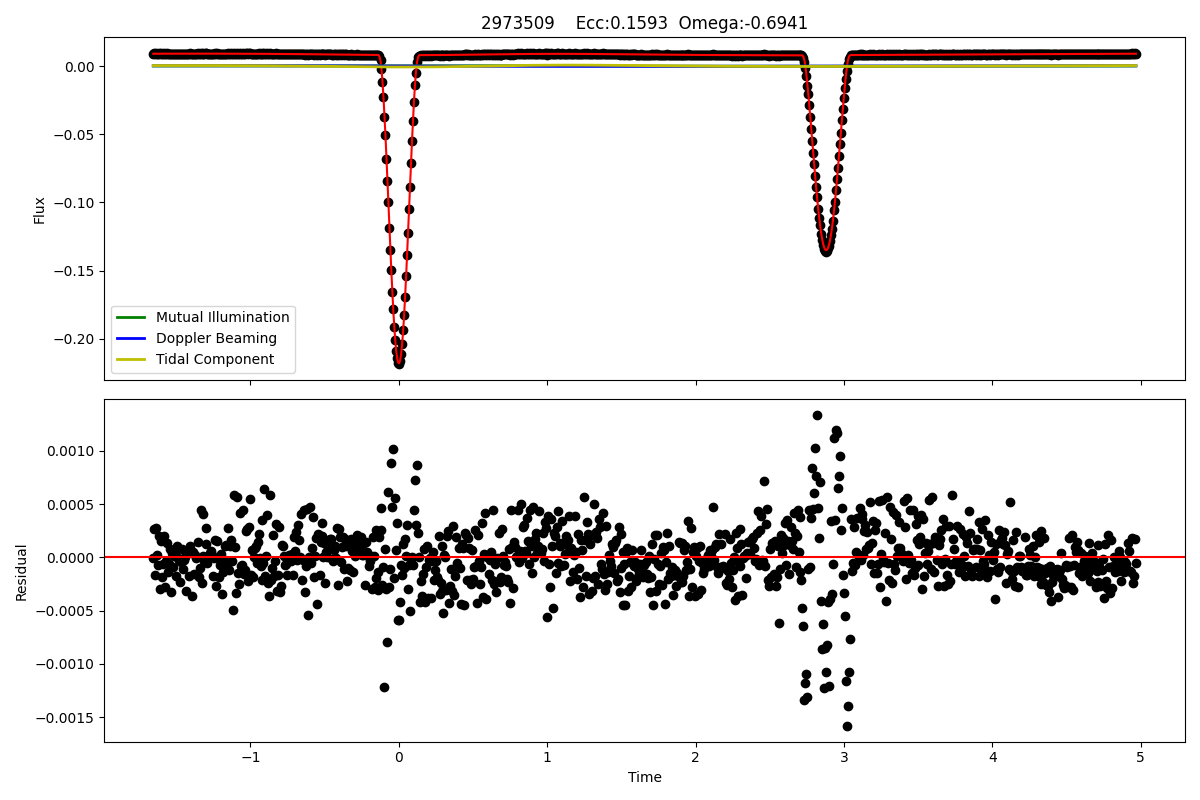 2973509    Ecc:0.1593  Omega:-0.6941
0.00
−0.05
−0.10
−0.15
−0.20
Flux
Mutual Illumination
Doppler Beaming
Tidal Component
0.0010
0.0005
0.0000
−0.0005
−0.0010
−0.0015
Residual
−1 0 1 2 3 4 5
Time